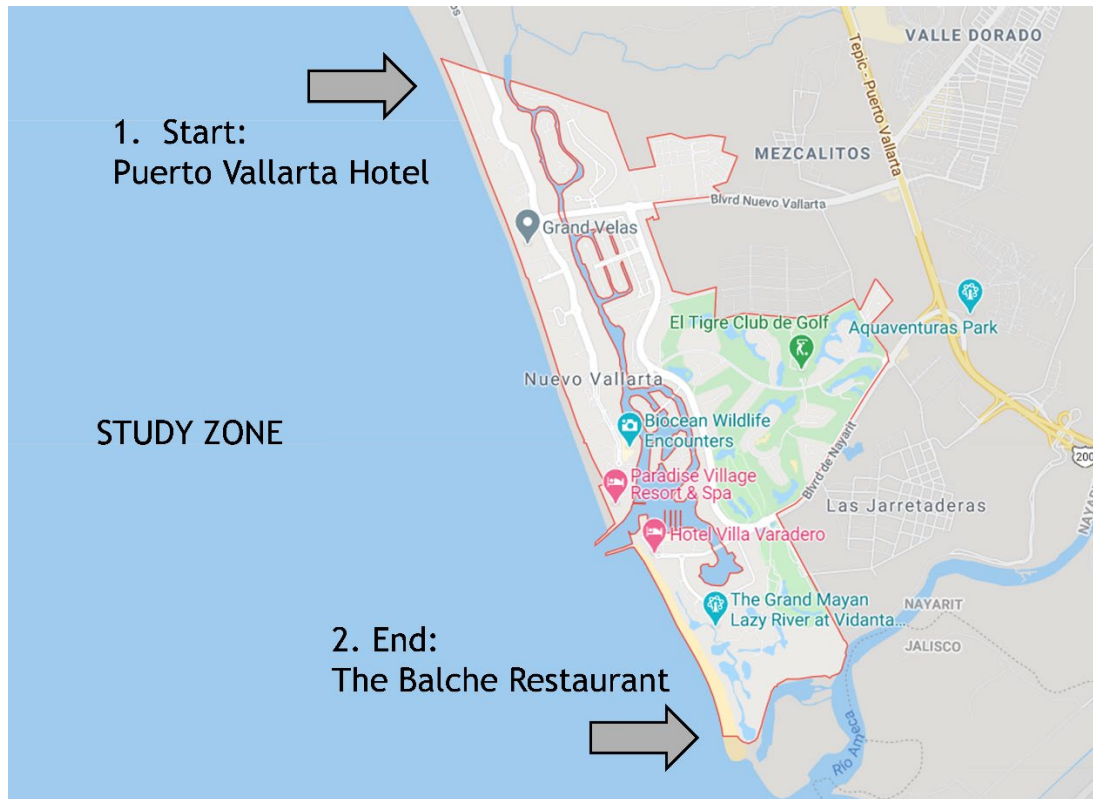 VALLE DORADO
Tepic - Puerto Vallarta
1. Start:
Puerto Vallarta Hotel
MEZCALITOS
Blvrd Nuevo Vallarta
Grand Velas
El Tigre Club de Golf
Aquaventuras Park
Nuevo Vallarta
STUDY ZONE
Biocean Wildlife
Encounters
200
Blvrd de Nayarit
Paradise Village
Resort & Spa
Las Jarretaderas
Hotel Villa Varadero
The Grand Mayan
Lazy River at Vidanta...
NAYARIT
JALISCO
2. End:
The Balche Restaurant
Río Ameca